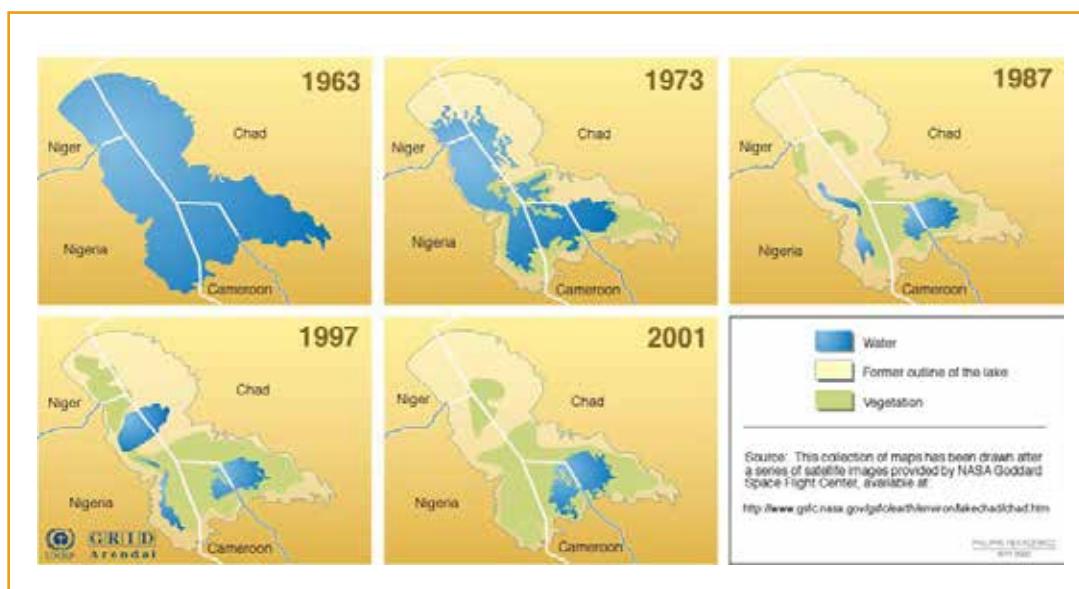 1963
Chad
Niger
Nigeria
Cameroon
1973
Chad
Niger
Nigeria
Cameroon
1987
Chad
Niger
Nigeria
Cameroon
1997
Chad
Niger
Nigeria
Cameroon
UNEP
GRID
Arendal
2001
Chad
Niger
Nigeria
Cameroon
Water
Former outline of the lake
Vegetation
Source: This collection of maps has been drawn after
a series of satellite images provided by NASA Goddard
Space Flight Center, available at:
http://www.gsfc.nasa.gov/gsfc/earth/environ/lakechad/chad.htm